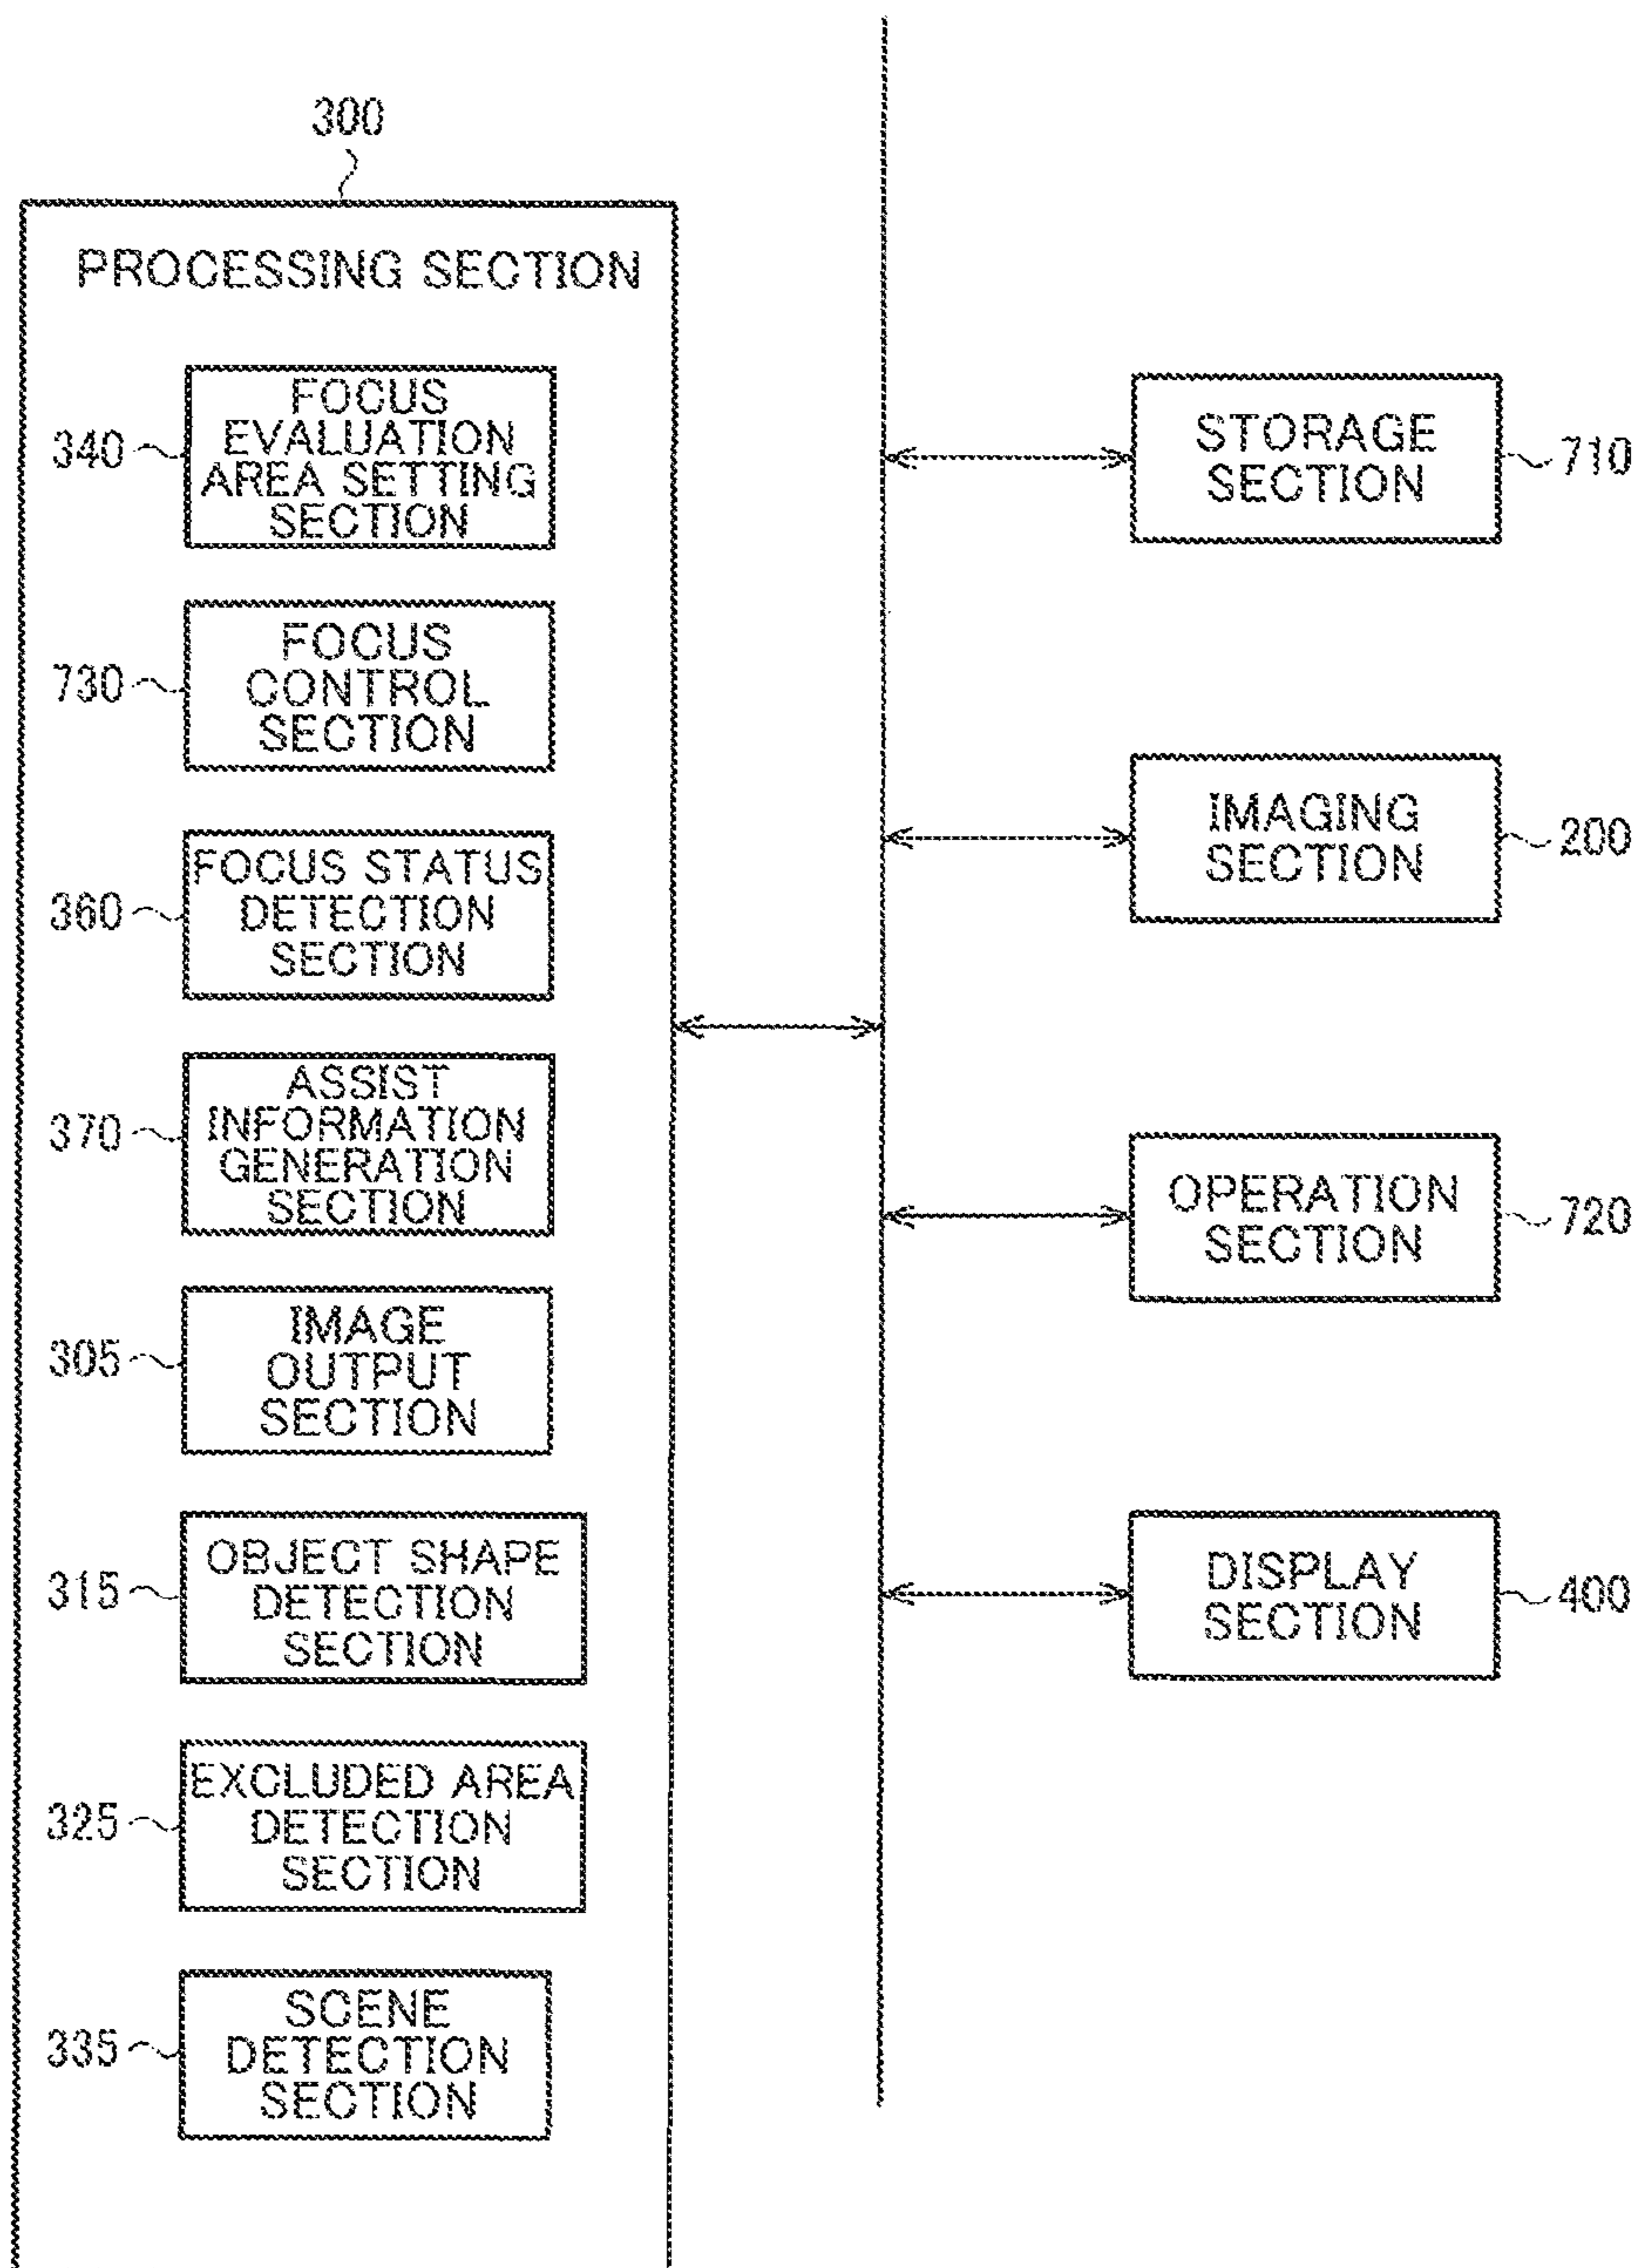 300
PROCESSING SECTION
340
FOCUS
EVALUATION
AREA SETTING
SECTION
730
FOCUS
CONTROL
SECTION
360
FOCUS STATUS
DETECTION
SECTION
370
ASSIST
INFORMATION
GENERATION
SECTION
305
IMAGE
OUTPUT
SECTION
315
OBJECT SHAPE
DETECTION
SECTION
325
EXCLUDED AREA
DETECTION
SECTION
335
SCENE
DETECTION
SECTION
STORAGE
SECTION
710
IMAGING
SECTION
200
OPERATION
SECTION
720
DISPLAY
SECTION
400